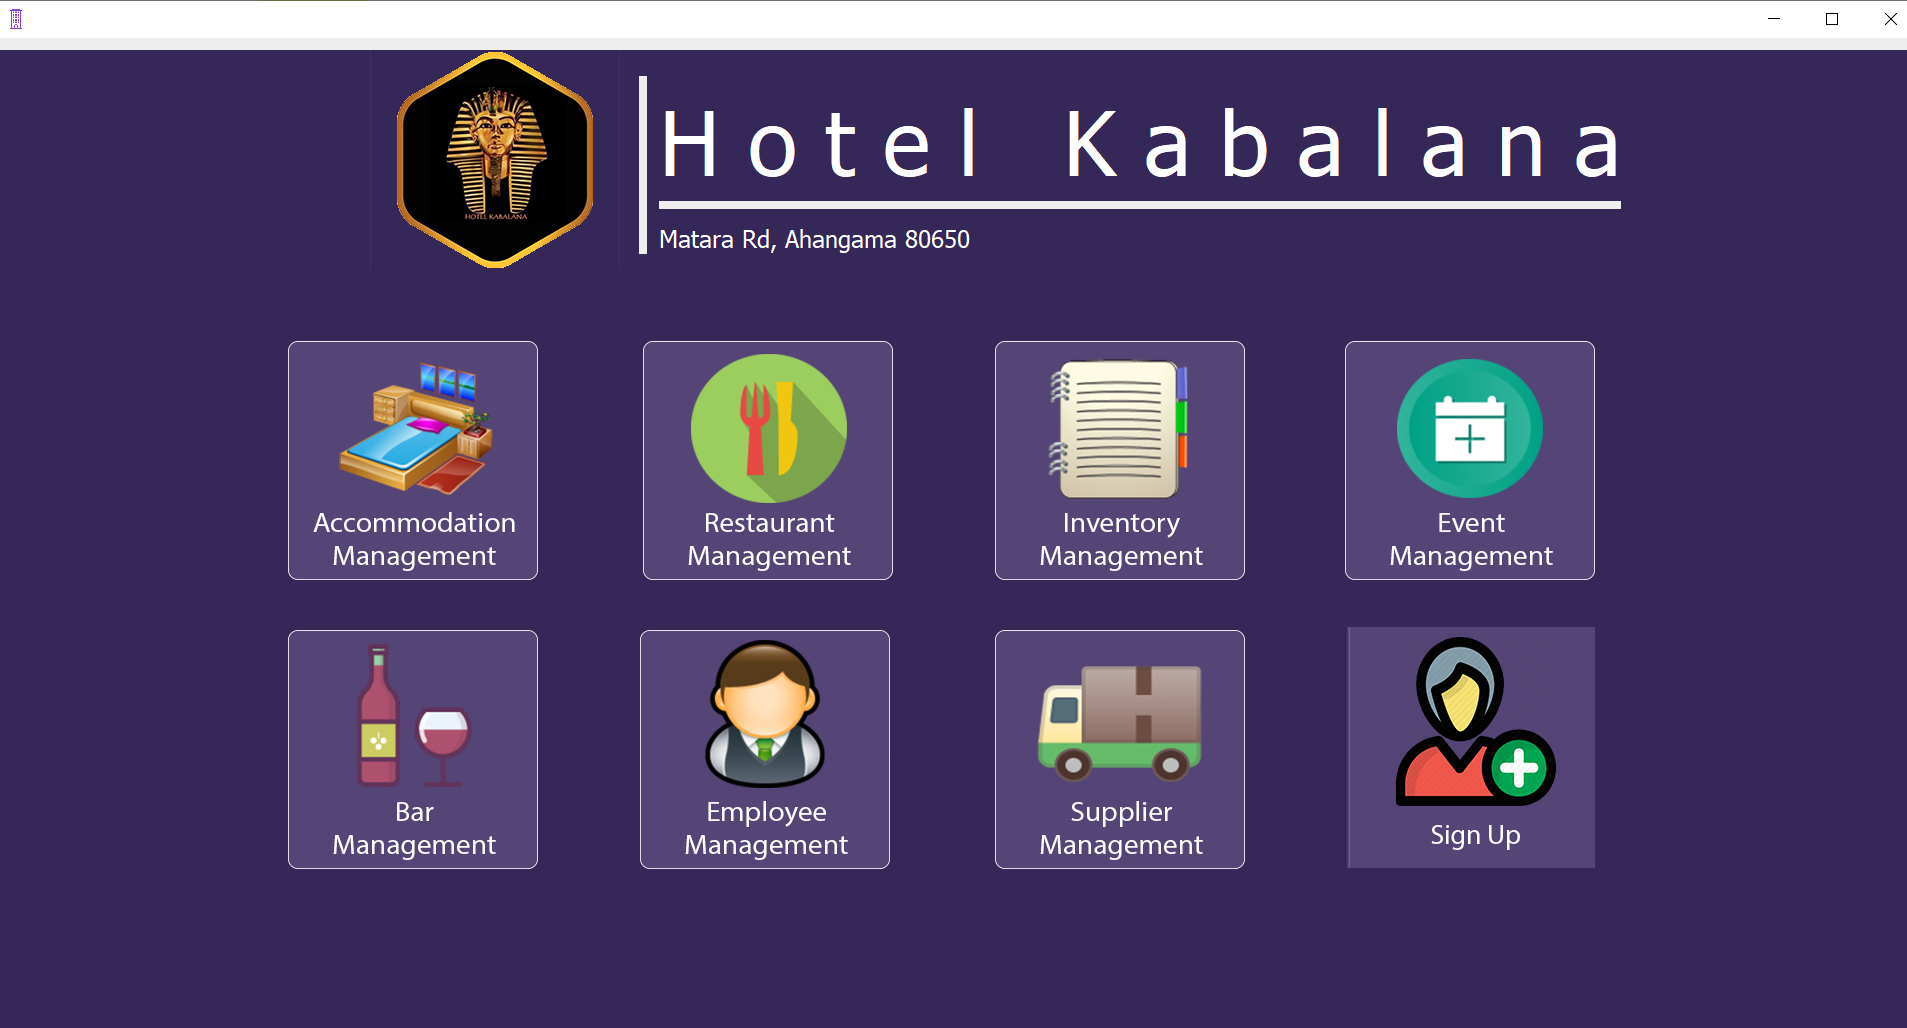 HOTEL KABALANA
Hotel Kabalana
Matara Rd, Ahangama 80650
Accommodation
Management
Restaurant
Management
Inventory
Management
Event
Management
Bar
Management
Employee
Management
Supplier
Management
Sign Up